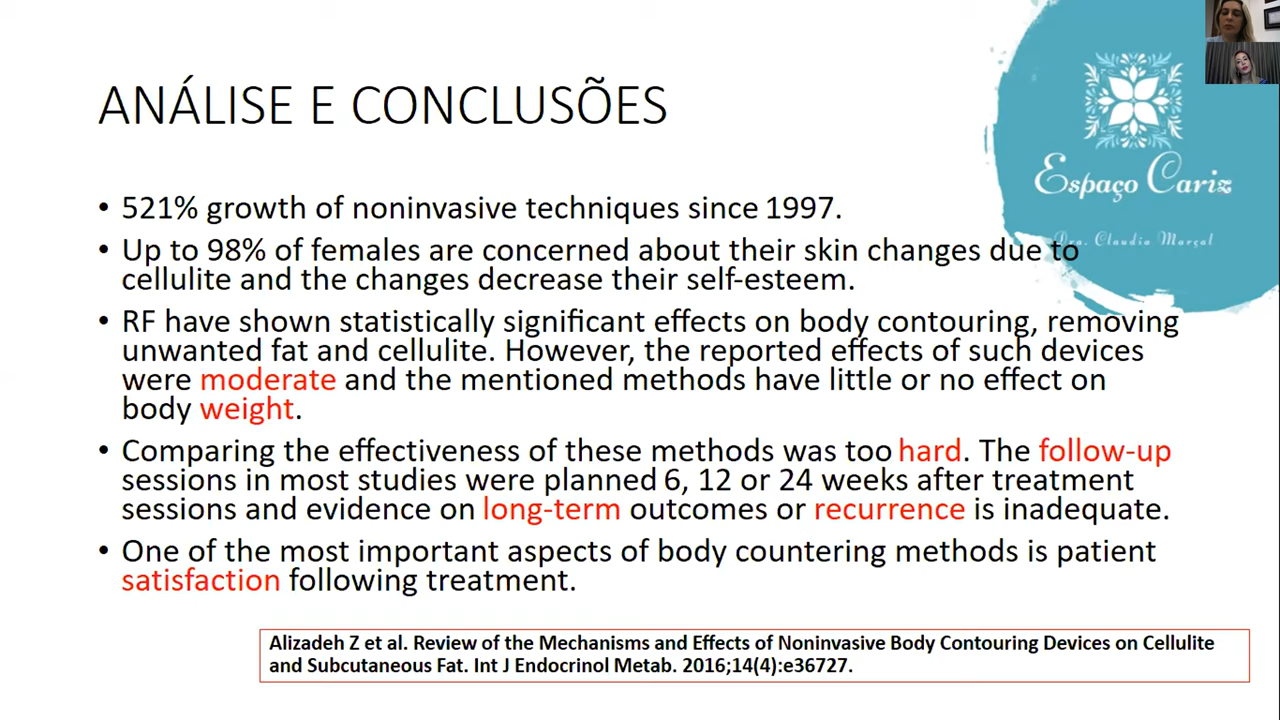 ANÁLISE E CONCLUSÕES
Espaço Cariz
Dra. Claudia Marçal
• 521% growth of noninvasive techniques since 1997.
• Up to 98% of females are concerned about their skin changes due to
cellulite and the changes decrease their self-esteem.
• RF have shown statistically significant effects on body contouring, removing
unwanted fat and cellulite. However, the reported effects of such devices
were moderate and the mentioned methods have little or no effect on
body weight.
• Comparing the effectiveness of these methods was too hard. The follow-up
sessions in most studies were planned 6, 12 or 24 weeks after treatment
sessions and evidence on long-term outcomes or recurrence is inadequate.
• One of the most important aspects of body countering methods is patient
satisfaction following treatment.
Alizadeh Z et al. Review of the Mechanisms and Effects of Noninvasive Body Contouring Devices on Cellulite
and Subcutaneous Fat. Int J Endocrinol Metab. 2016;14(4):e36727.